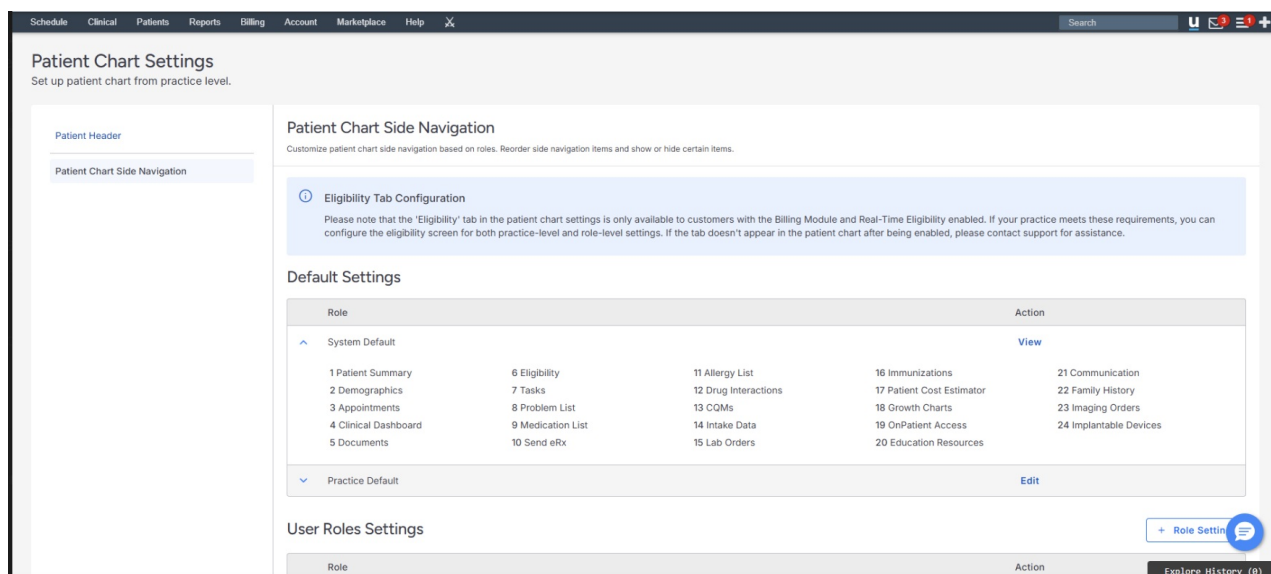 Schedule Clinical Patients Reports Billing Account Marketplace Help Search u 3 1
Patient Chart Settings
Set up patient chart from practice level.
Patient Header
Patient Chart Side Navigation
Patient Chart Side Navigation
Customize patient chart side navigation based on roles. Reorder side navigation items and show or hide certain items.
Eligibility Tab Configuration
Please note that the 'Eligibility' tab in the patient chart settings is only available to customers with the Billing Module and Real-Time Eligibility enabled. If your practice meets these requirements, you can
configure the eligibility screen for both practice-level and role-level settings. If the tab doesn't appear in the patient chart after being enabled, please contact support for assistance.
Default Settings
Role Action
System Default View
1 Patient Summary 6 Eligibility 11 Allergy List 16 Immunizations 21 Communication
2 Demographics 7 Tasks 12 Drug Interactions 17 Patient Cost Estimator 22 Family History
3 Appointments 8 Problem List 13 CQMs 18 Growth Charts 23 Imaging Orders
4 Clinical Dashboard 9 Medication List 14 Intake Data 19 OnPatient Access 24 Implantable Devices
5 Documents 10 Send eRx 15 Lab Orders 20 Education Resources
Practice Default Edit
User Roles Settings + Role Settin
Role Action
Explore History (0)